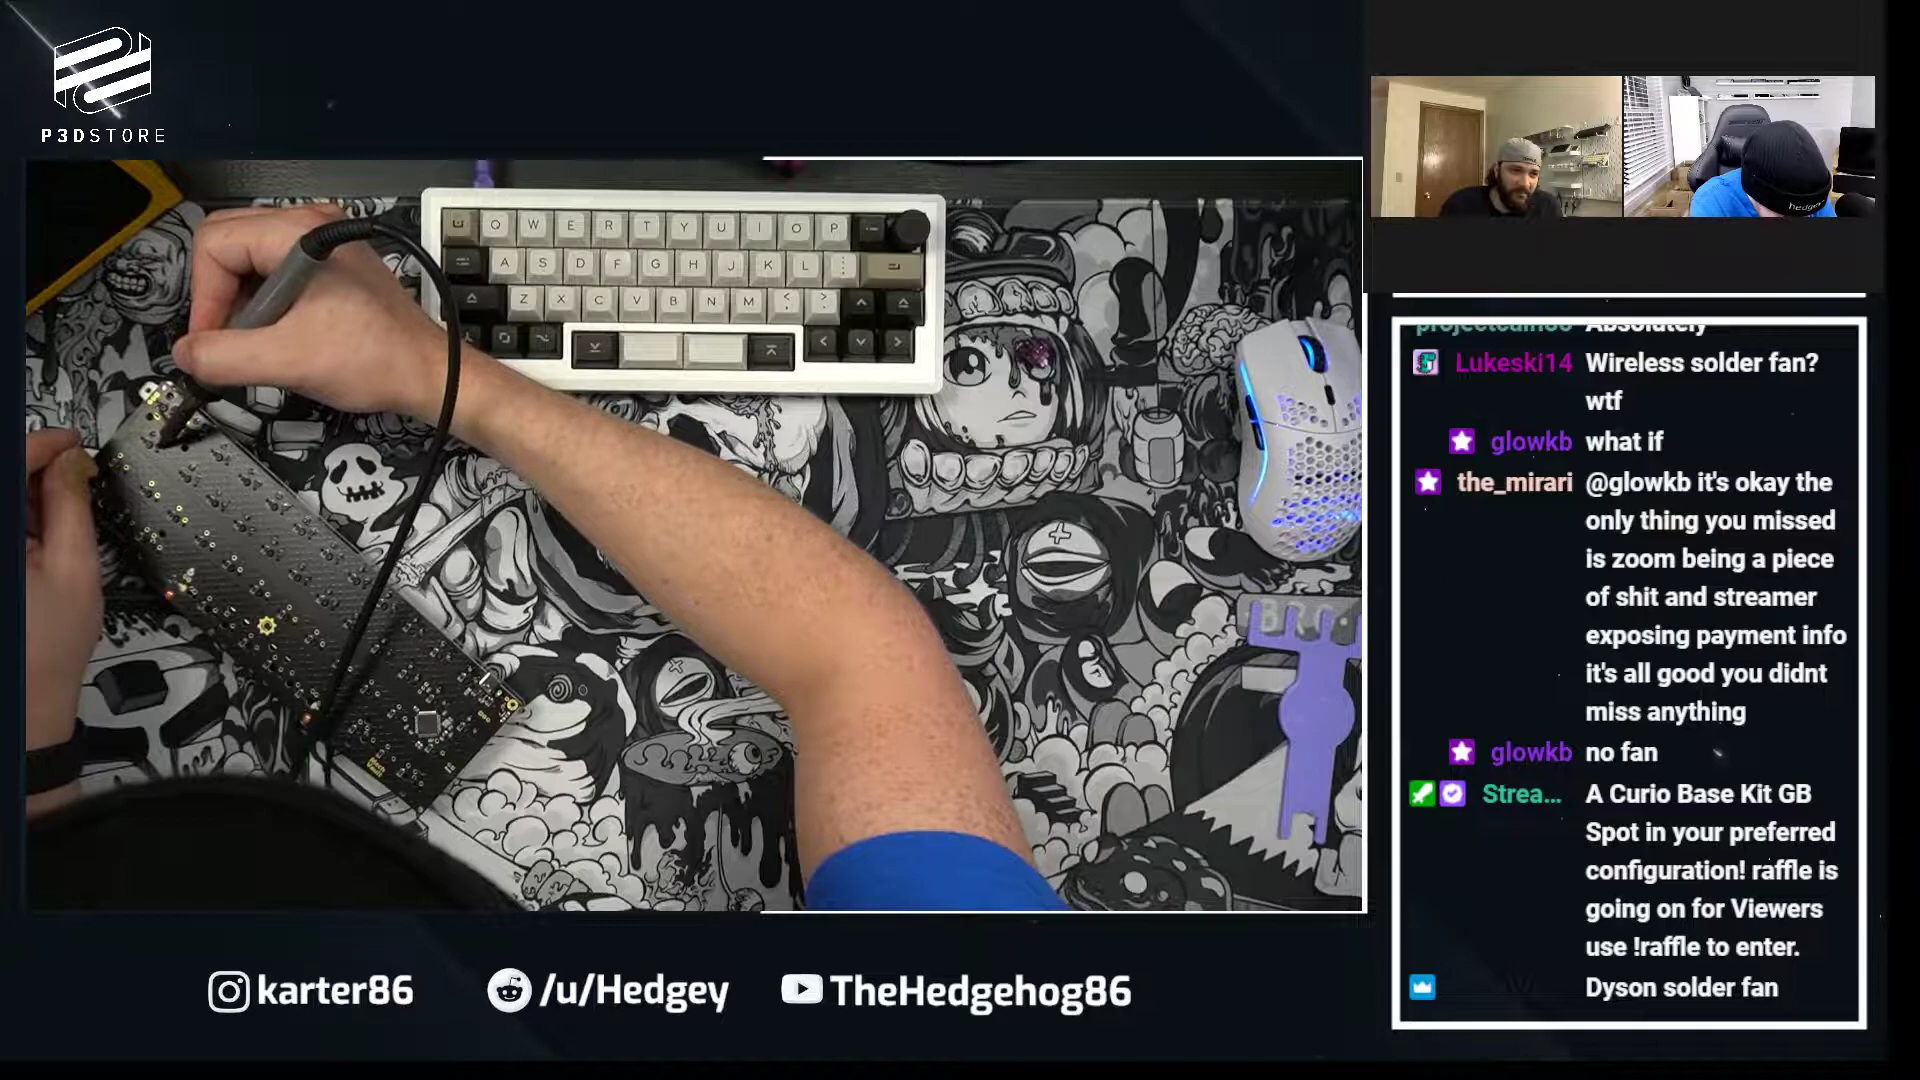 P3DSTORE
Q W E R T Y U I O P
A S D F G H J K L
Z X C V B N M
hedge
Absolutely
Lukeski14 Wireless solder fan?
wtf
glowkb what if
the_mirari @glowkb it's okay the
only thing you missed
is zoom being a piece
of shit and streamer
exposing payment info
it's all good you didnt
miss anything
glowkb no fan
Strea... A Curio Base Kit GB
Spot in your preferred
configuration! raffle is
going on for Viewers
use !raffle to enter.
Dyson solder fan
karter86 /u/Hedgey TheHedgehog86